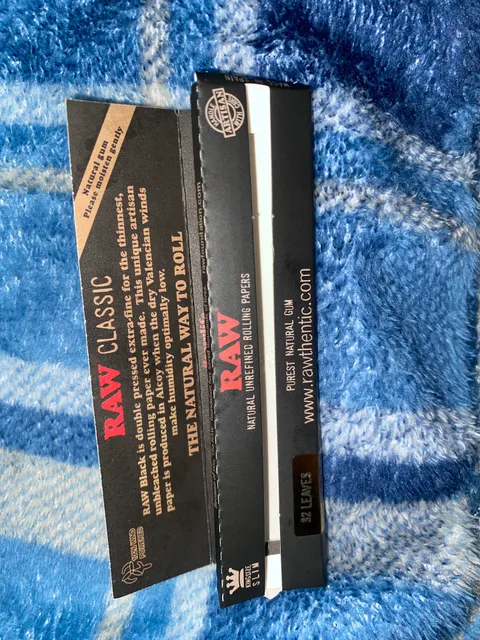 Natural gum
Please moisten gently
RAW CLASSIC
RAW Black is double pressed extra-fine for the thinnest,
unbleached rolling paper ever made. This unique artisan
paper is produced in Alcoy when the dry Valencian winds
make humidity optimally low.
THE NATURAL WAY TO ROLL
ARTISAN
RAW
NATURAL UNREFINED ROLLING PAPERS
KINGSIZE
SLIM
PUREST NATURAL GUM
www.rawthentic.com
32 LEAVES